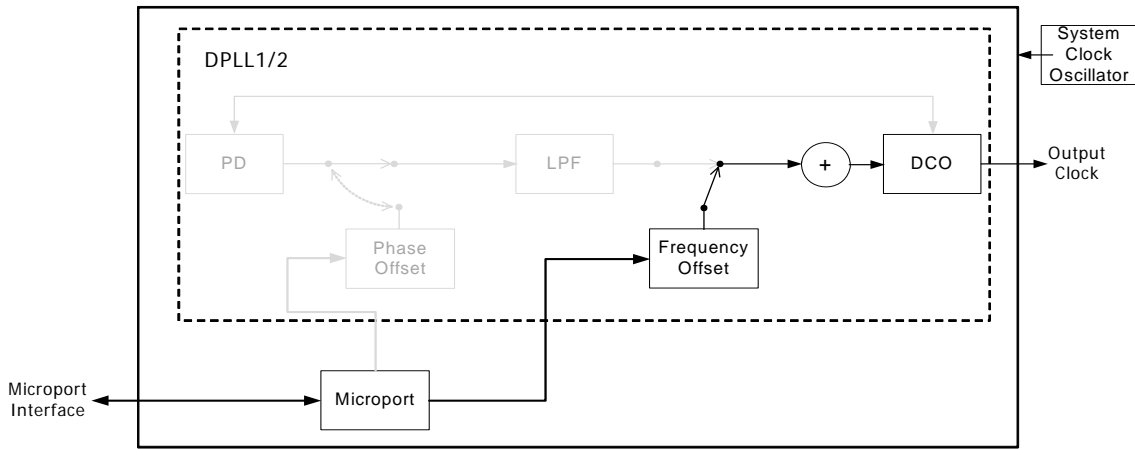 System
Clock
Oscillator
DPLL1/2
PD
LPF
+
DCO
Output
Clock
Phase
Offset
Frequency
Offset
Microport
Interface
Microport